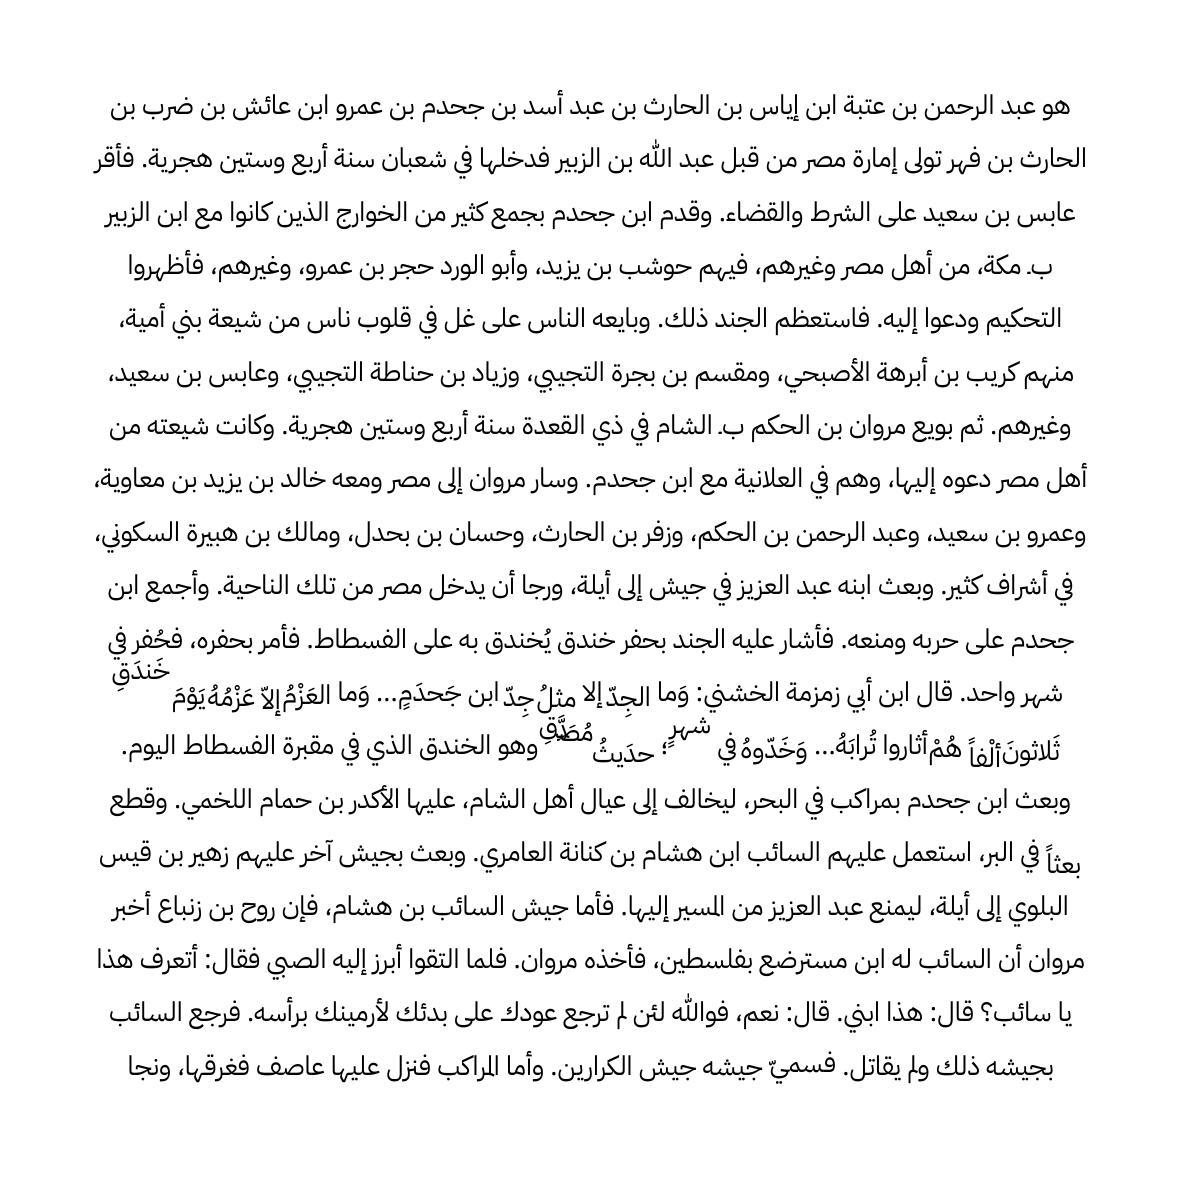 هو عبد الرحمن بن عتبة ابن إياس بن الحارث بن عبد أسد بن جحدم بن عمرو ابن عائش بن ضرب بن
الحارث بن فهر تولى إمارة مصر من قبل عبد الله بن الزبير فدخلها في شعبان سنة أربع وستين هجرية. فأقر
عابس بن سعيد على الشرط والقضاء. وقدم ابن جحدم بجمع كثير من الخوارج الذين كانوا مع ابن الزبير
بـ مكة، من أهل مصر وغيرهم، فيهم حوشب بن يزيد، وأبو الورد حجر بن عمرو، وغيرهم، فأظهروا
التحكيم ودعوا إليه. فاستعظم الجند ذلك. وبايعه الناس على غل في قلوب ناس من شيعة بني أمية،
منهم كريب بن أبرهة الأصبحي، ومقسم بن بجرة التجيبي، وزياد بن حناطة التجيبي، وعابس بن سعيد،
وغيرهم. ثم بويع مروان بن الحكم بـ الشام في ذي القعدة سنة أربع وستين هجرية. وكانت شيعته من
أهل مصر دعوه إليها، وهم في العلانية مع ابن جحدم. وسار مروان إلى مصر ومعه خالد بن يزيد بن معاوية،
وعمرو بن سعيد، وعبد الرحمن بن الحكم، وزفر بن الحارث، وحسان بن بحدل، ومالك بن هبيرة السكوني،
في أشراف كثير. وبعث ابنه عبد العزيز في جيش إلى أيلة، ورجا أن يدخل مصر من تلك الناحية. وأجمع ابن
جحدم على حربه ومنعه. فأشار عليه الجند بحفر خندق يُخندق به على الفسطاط. فأمر بحفره، فحُفر في
شهر واحد. قال ابن أبي زمزمة الخشني: وَما الجِدّ إلا مثلُ جِدّ ابن جَحدَمٍ... وَما العَزْمُ إلاّ عَزْمُهُ يَوْمَ خَندَقِ
ثَلاثونَ ألْفاً هُمْ أثاروا تُرابَهُ... وَخَدّوهُ في شهرٍ؛ حدَيثُ مُصَدَّقِ وهو الخندق الذي في مقبرة الفسطاط اليوم.
وبعث ابن جحدم بمراكب في البحر، ليخالف إلى عيال أهل الشام، عليها الأكدر بن حمام اللخمي. وقطع
بعثاً في البر، استعمل عليهم السائب ابن هشام بن كنانة العامري. وبعث بجيش آخر عليهم زهير بن قيس
البلوي إلى أيلة، ليمنع عبد العزيز من المسير إليها. فأما جيش السائب بن هشام، فإن روح بن زنباع أخبر
مروان أن السائب له ابن مسترضع بفلسطين، فأخذه مروان. فلما التقوا أبرز إليه الصبي فقال: أتعرف هذا
يا سائب؟ قال: هذا ابني. قال: نعم، فوالله لئن لم ترجع عودك على بدئك لأرمينك برأسه. فرجع السائب
بجيشه ذلك ولم يقاتل. فسميّ جيشه جيش الكرارين. وأما المراكب فنزل عليها عاصف فغرقها، ونجا